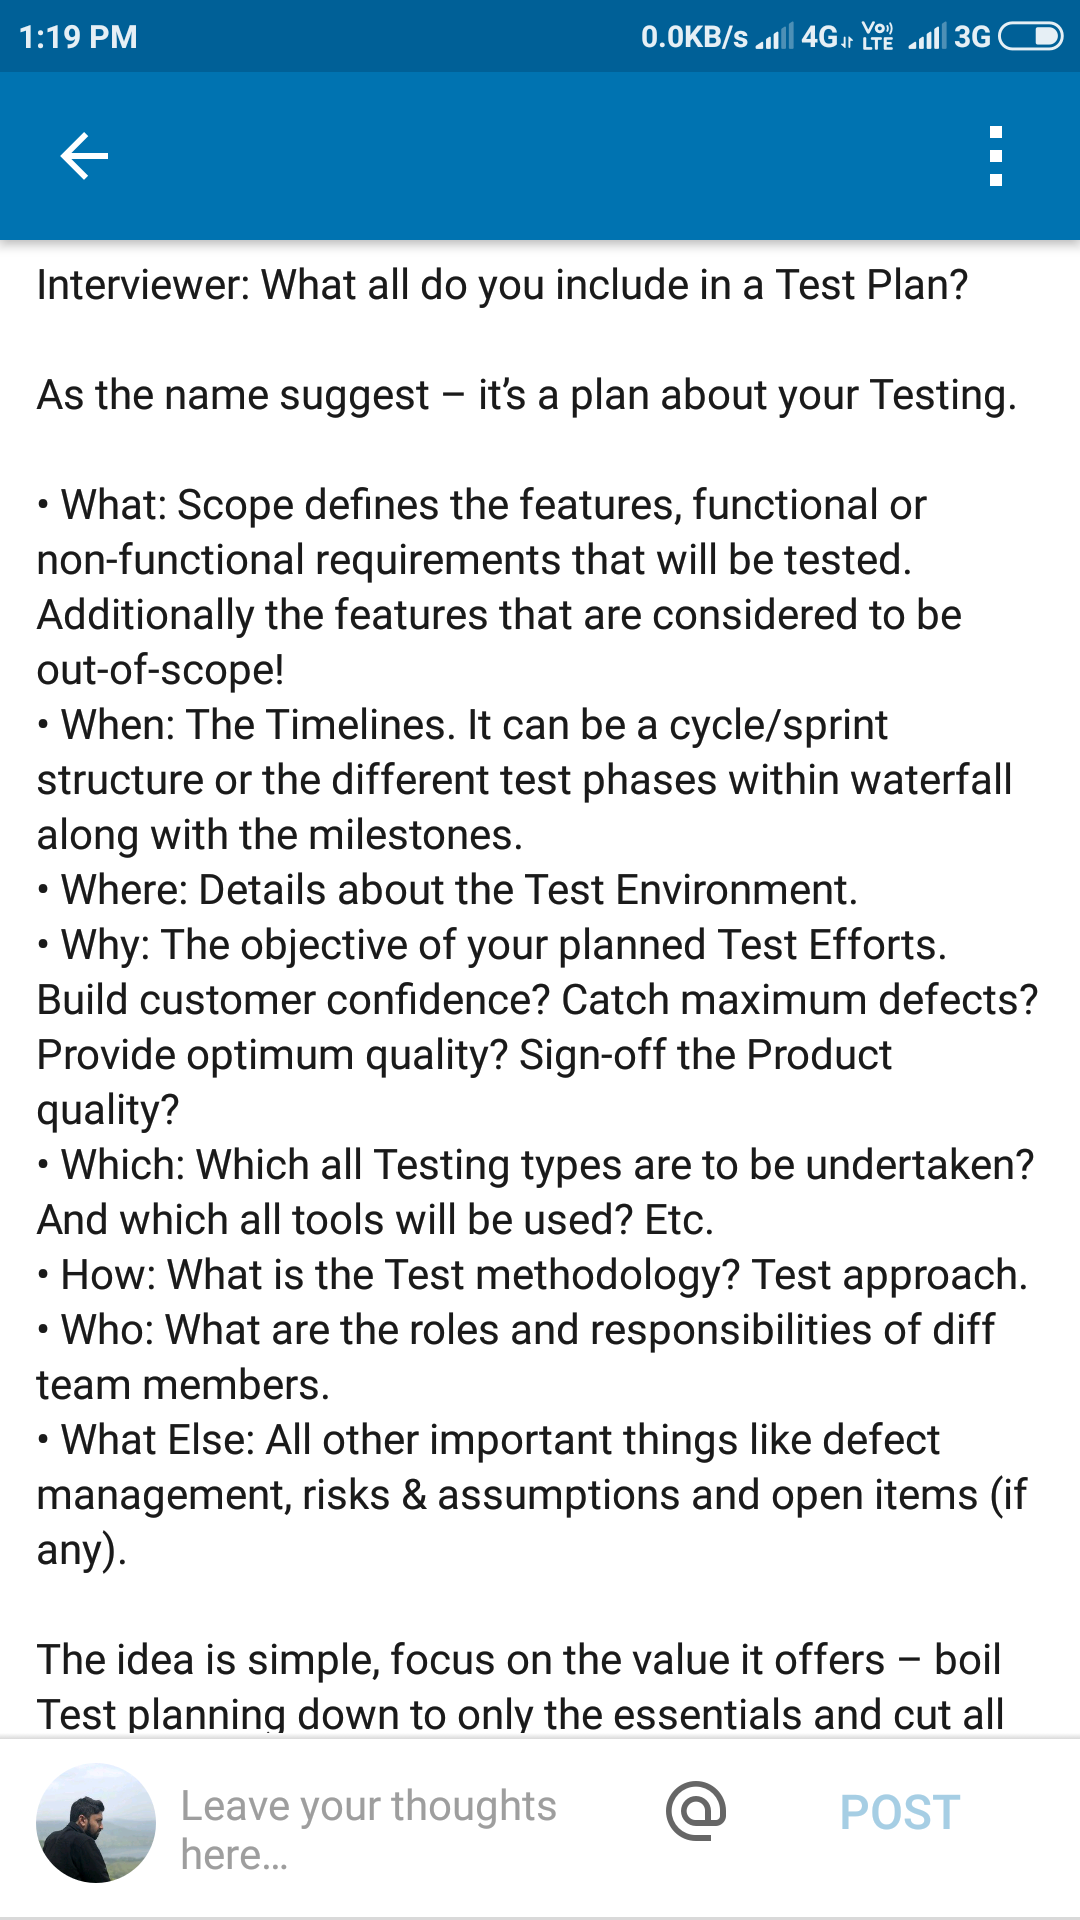 1:19 PM
0.0KB/s 4G VoLTE 3G
Interviewer: What all do you include in a Test Plan?
As the name suggest – it’s a plan about your Testing.
• What: Scope defines the features, functional or
non-functional requirements that will be tested.
Additionally the features that are considered to be
out-of-scope!
• When: The Timelines. It can be a cycle/sprint
structure or the different test phases within waterfall
along with the milestones.
• Where: Details about the Test Environment.
• Why: The objective of your planned Test Efforts.
Build customer confidence? Catch maximum defects?
Provide optimum quality? Sign-off the Product
quality?
• Which: Which all Testing types are to be undertaken?
And which all tools will be used? Etc.
• How: What is the Test methodology? Test approach.
• Who: What are the roles and responsibilities of diff
team members.
• What Else: All other important things like defect
management, risks & assumptions and open items (if
any).
The idea is simple, focus on the value it offers – boil
Test planning down to only the essentials and cut all
Leave your thoughts
here...
@
POST